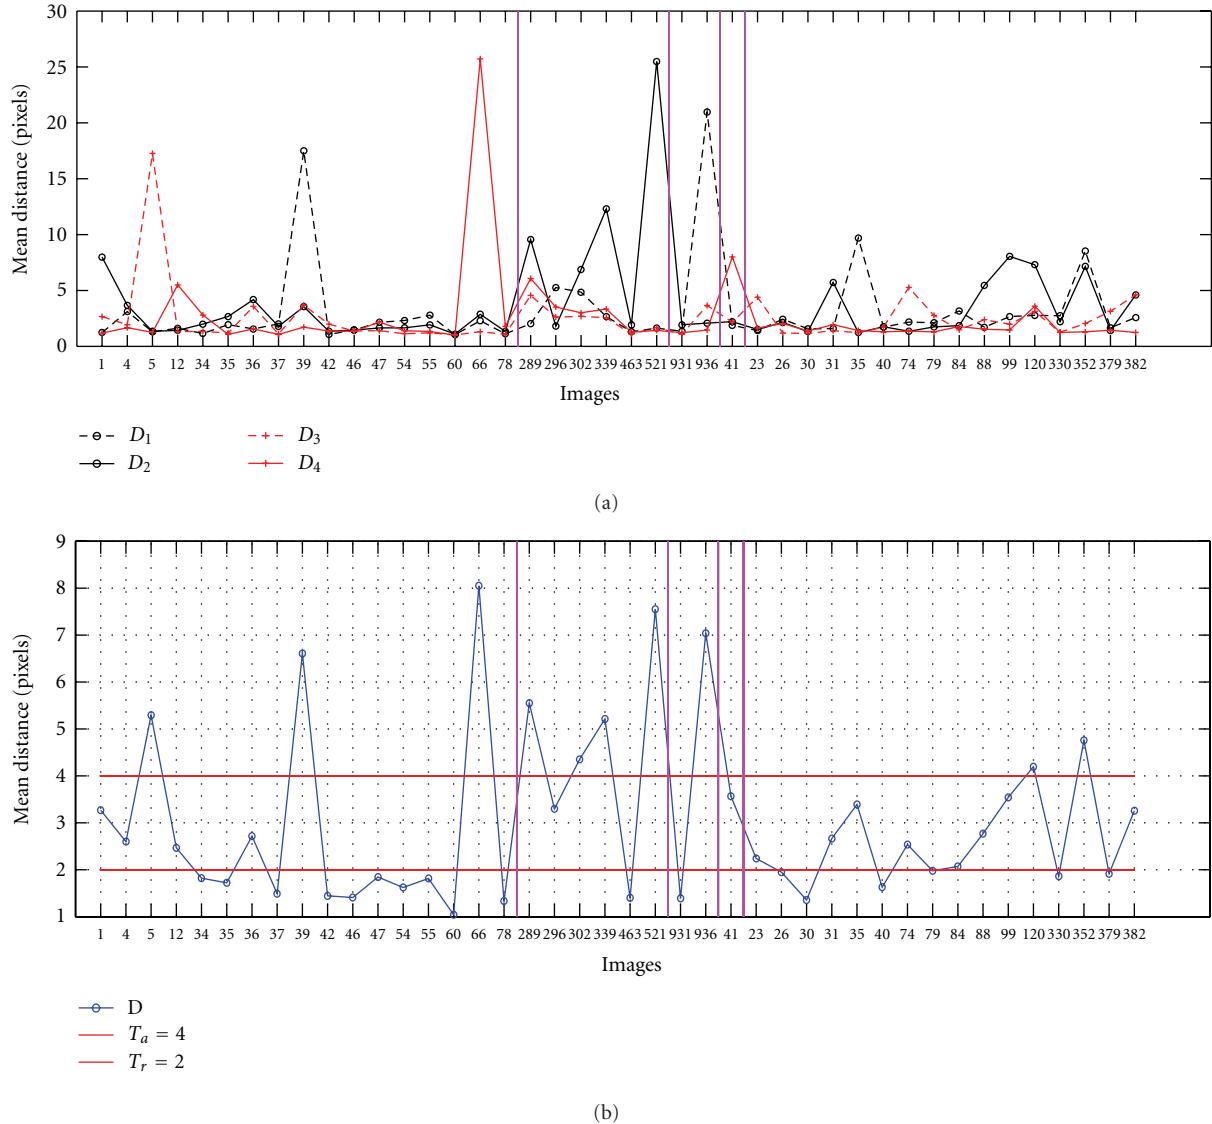 30
25
20
15
10
5
0
Mean distance (pixels)
1 4 5 12 34 35 36 37 39 42 46 47 54 55 60 66 78 289 296 302 339 463 521 931 936 41 23 26 30 31 35 40 74 79 84 88 99 120 330 352 379 382
Images
D1 D3
D2 D4
(a)
9
8
7
6
5
4
3
2
1
Mean distance (pixels)
1 4 5 12 34 35 36 37 39 42 46 47 54 55 60 66 78 289 296 302 339 463 521 931 936 41 23 26 30 31 35 40 74 79 84 88 99 120 330 352 379 382
Images
D
Ta = 4
Tr = 2
(b)